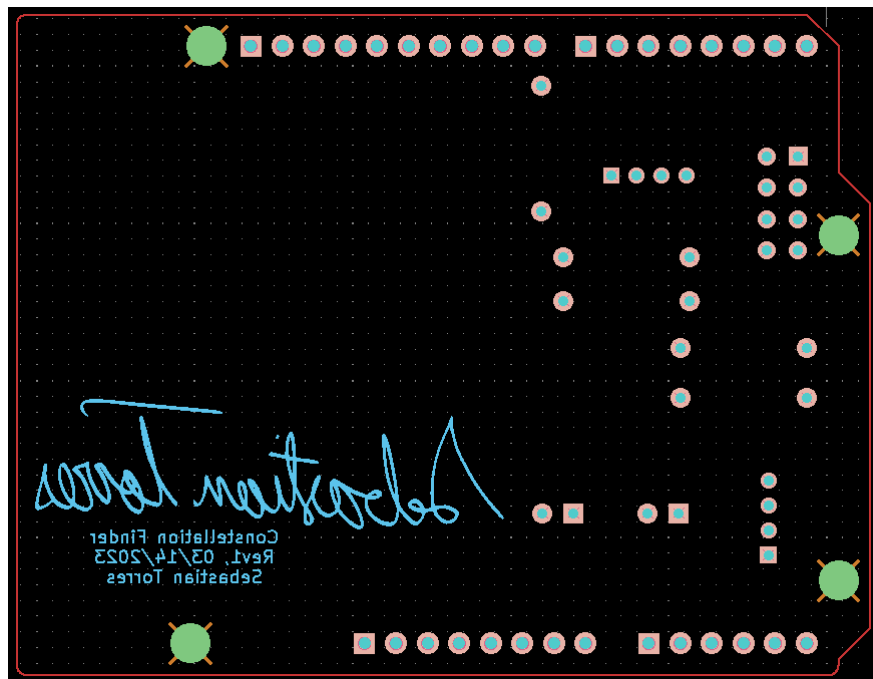 Sebastian Torres
Constellation Finder
Rev1, 03/14/2023
Sebastian Torres